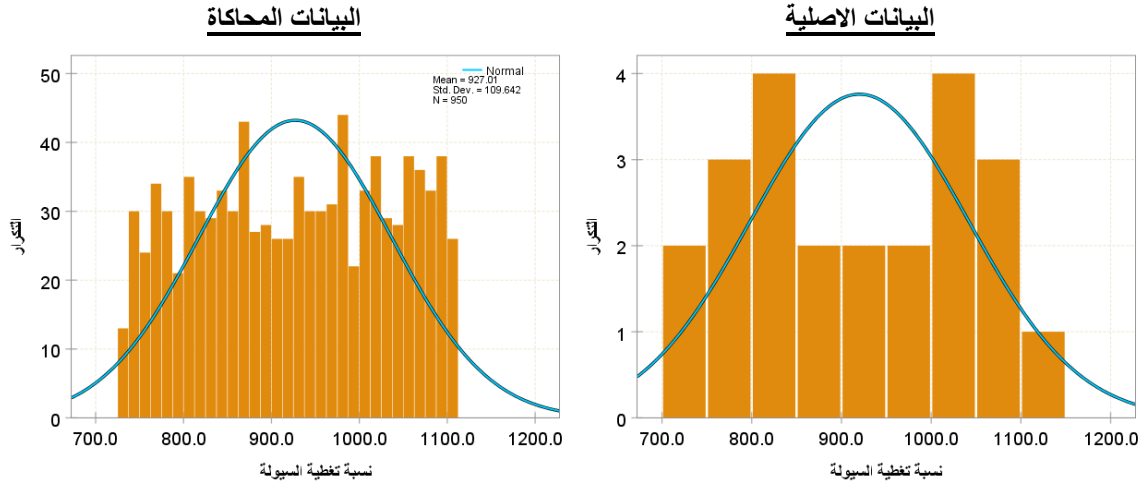 البيانات المحاكاة
البيانات الاصلية
Normal
Mean = 927.01
Std. Dev. = 109.642
N = 950
50
40
30
20
10
0
التكرار
700.0 800.0 900.0 1000.0 1100.0 1200.0
نسبة تغطية السيولة
4
3
2
1
0
التكرار
700.0 800.0 900.0 1000.0 1100.0 1200.0
نسبة تغطية السيولة